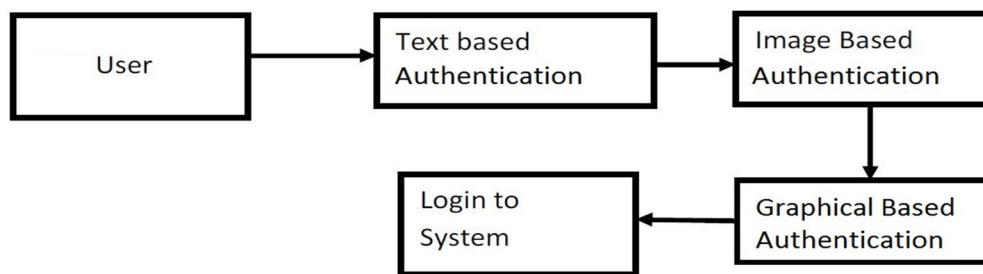 User
Text based
Authentication
Image Based
Authentication
Graphical Based
Authentication
Login to
System